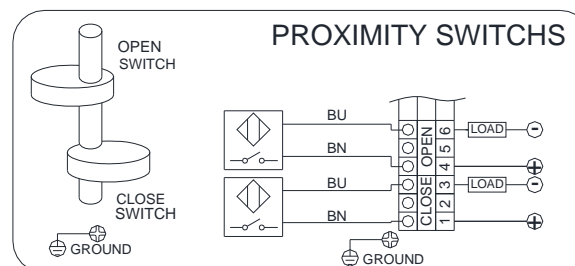 PROXIMITY SWITCHS
OPEN
SWITCH
CLOSE
SWITCH
GROUND
BU
BN
BU
BN
OPEN
CLOSE
6
5
4
3
2
1
LOAD -
+
LOAD -
+
GROUND